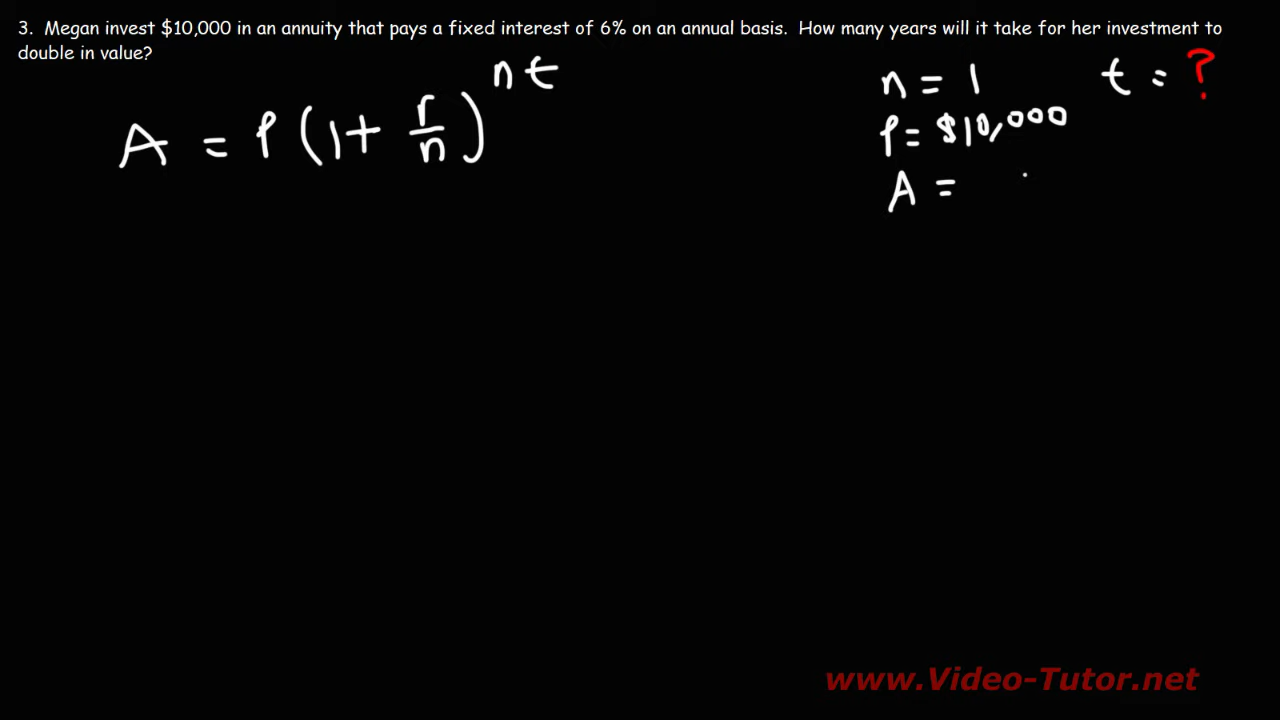 3. Megan invest $10,000 in an annuity that pays a fixed interest of 6% on an annual basis. How many years will it take for her investment to
double in value?
A = P(1 + r/n)^nt
n = 1 t = ?
P = $10,000
A =
www.Video-Tutor.net